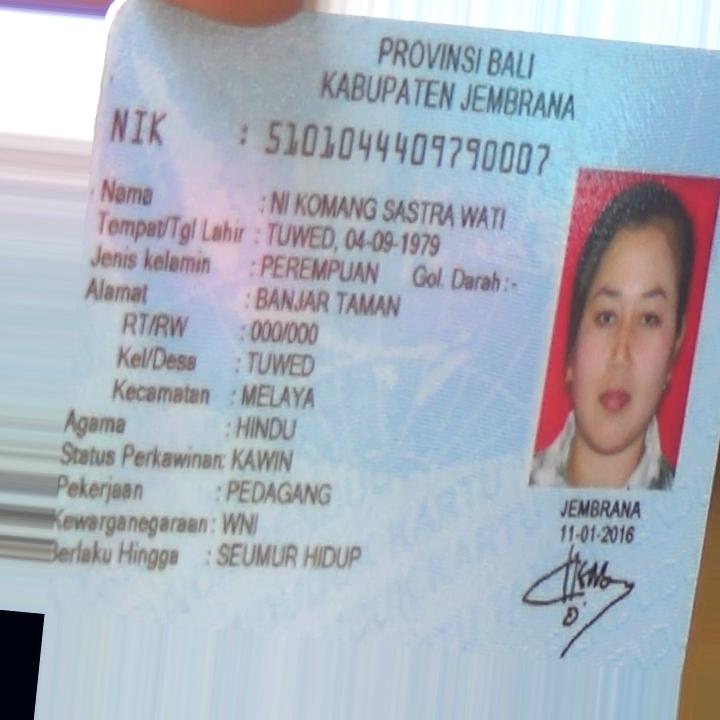 PROVINSI BALI
KABUPATEN JEMBRANA
NIK : 5101044409790007
Nama : NI KOMANG SASTRA WATI
Tempat/Tgl Lahir : TUWED, 04-09-1979
Jenis kelamin : PEREMPUAN Gol. Darah :-
Alamat : BANJAR TAMAN
RT/RW : 000/000
Kel/Desa : TUWED
Kecamatan : MELAYA
Agama : HINDU
Status Perkawinan: KAWIN
Pekerjaan : PEDAGANG
Kewarganegaraan : WNI
Berlaku Hingga : SEUMUR HIDUP
JEMBRANA
11-01-2016